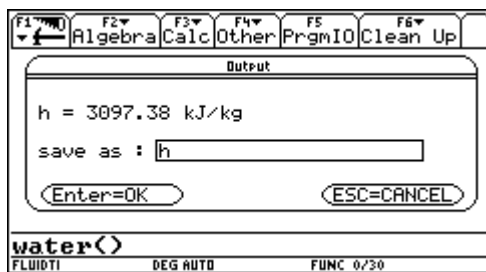 F1 F2 F3 F4 F5 F6
Algebra Calc Other PrgmIO Clean Up
Output
h = 3097.38 kJ/kg
save as : h
Enter=OK ESC=CANCEL
water()
FLUIDTI DEG AUTO FUNC 0/30